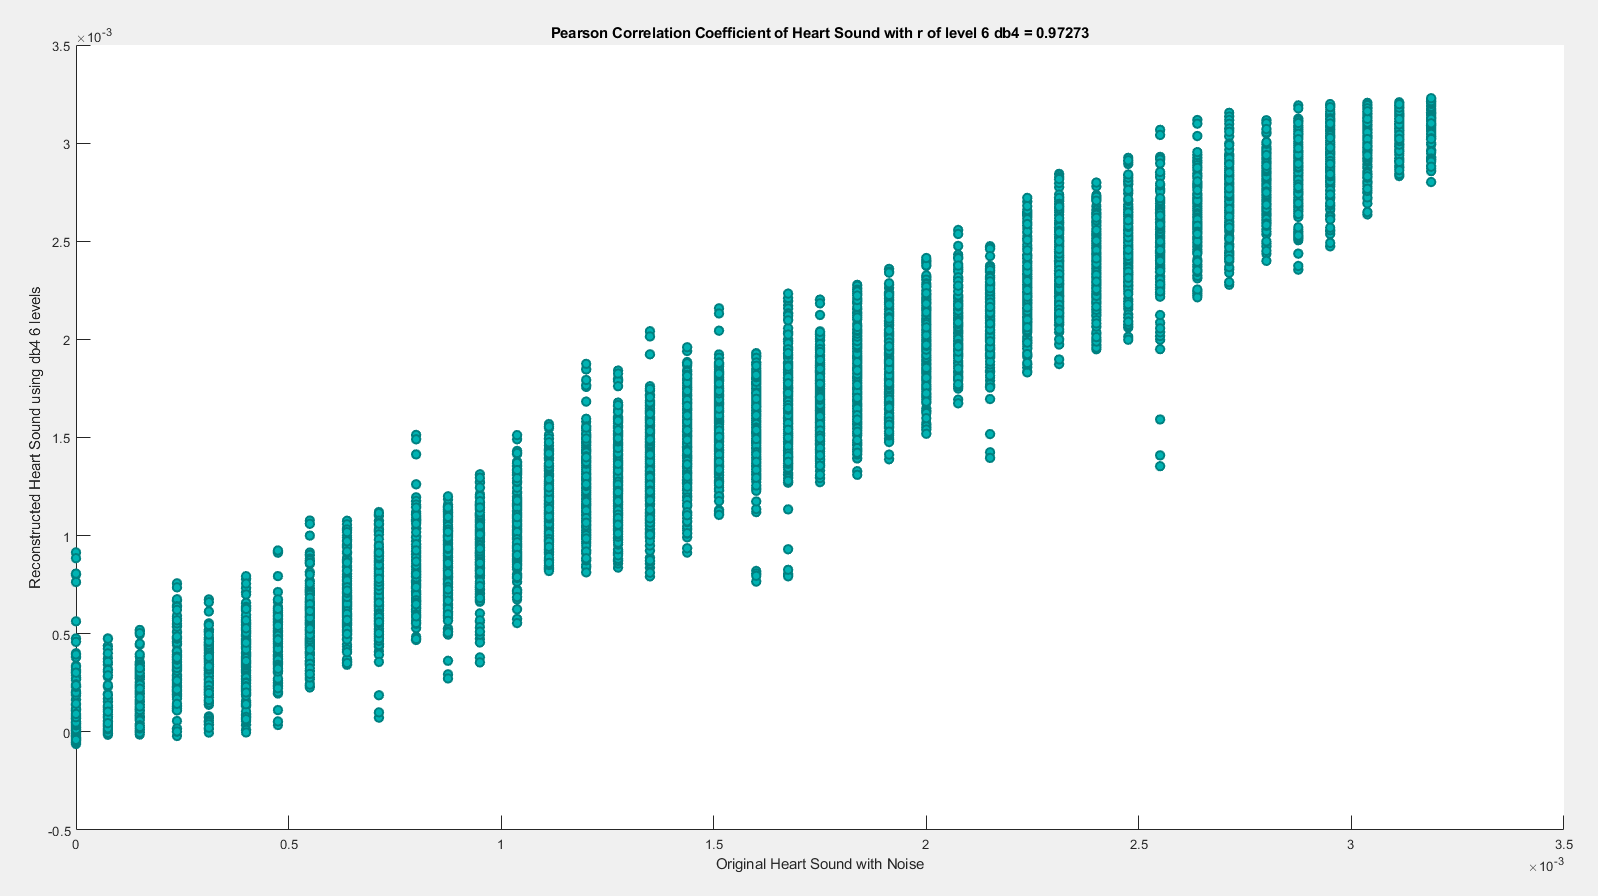 Pearson Correlation Coefficient of Heart Sound with r of level 6 db4 = 0.97273
×10⁻³
3.5
3
2.5
2
1.5
1
0.5
0
-0.5
Reconstructed Heart Sound using db4 6 levels
0 0.5 1 1.5 2 2.5 3 3.5
Original Heart Sound with Noise
×10⁻³